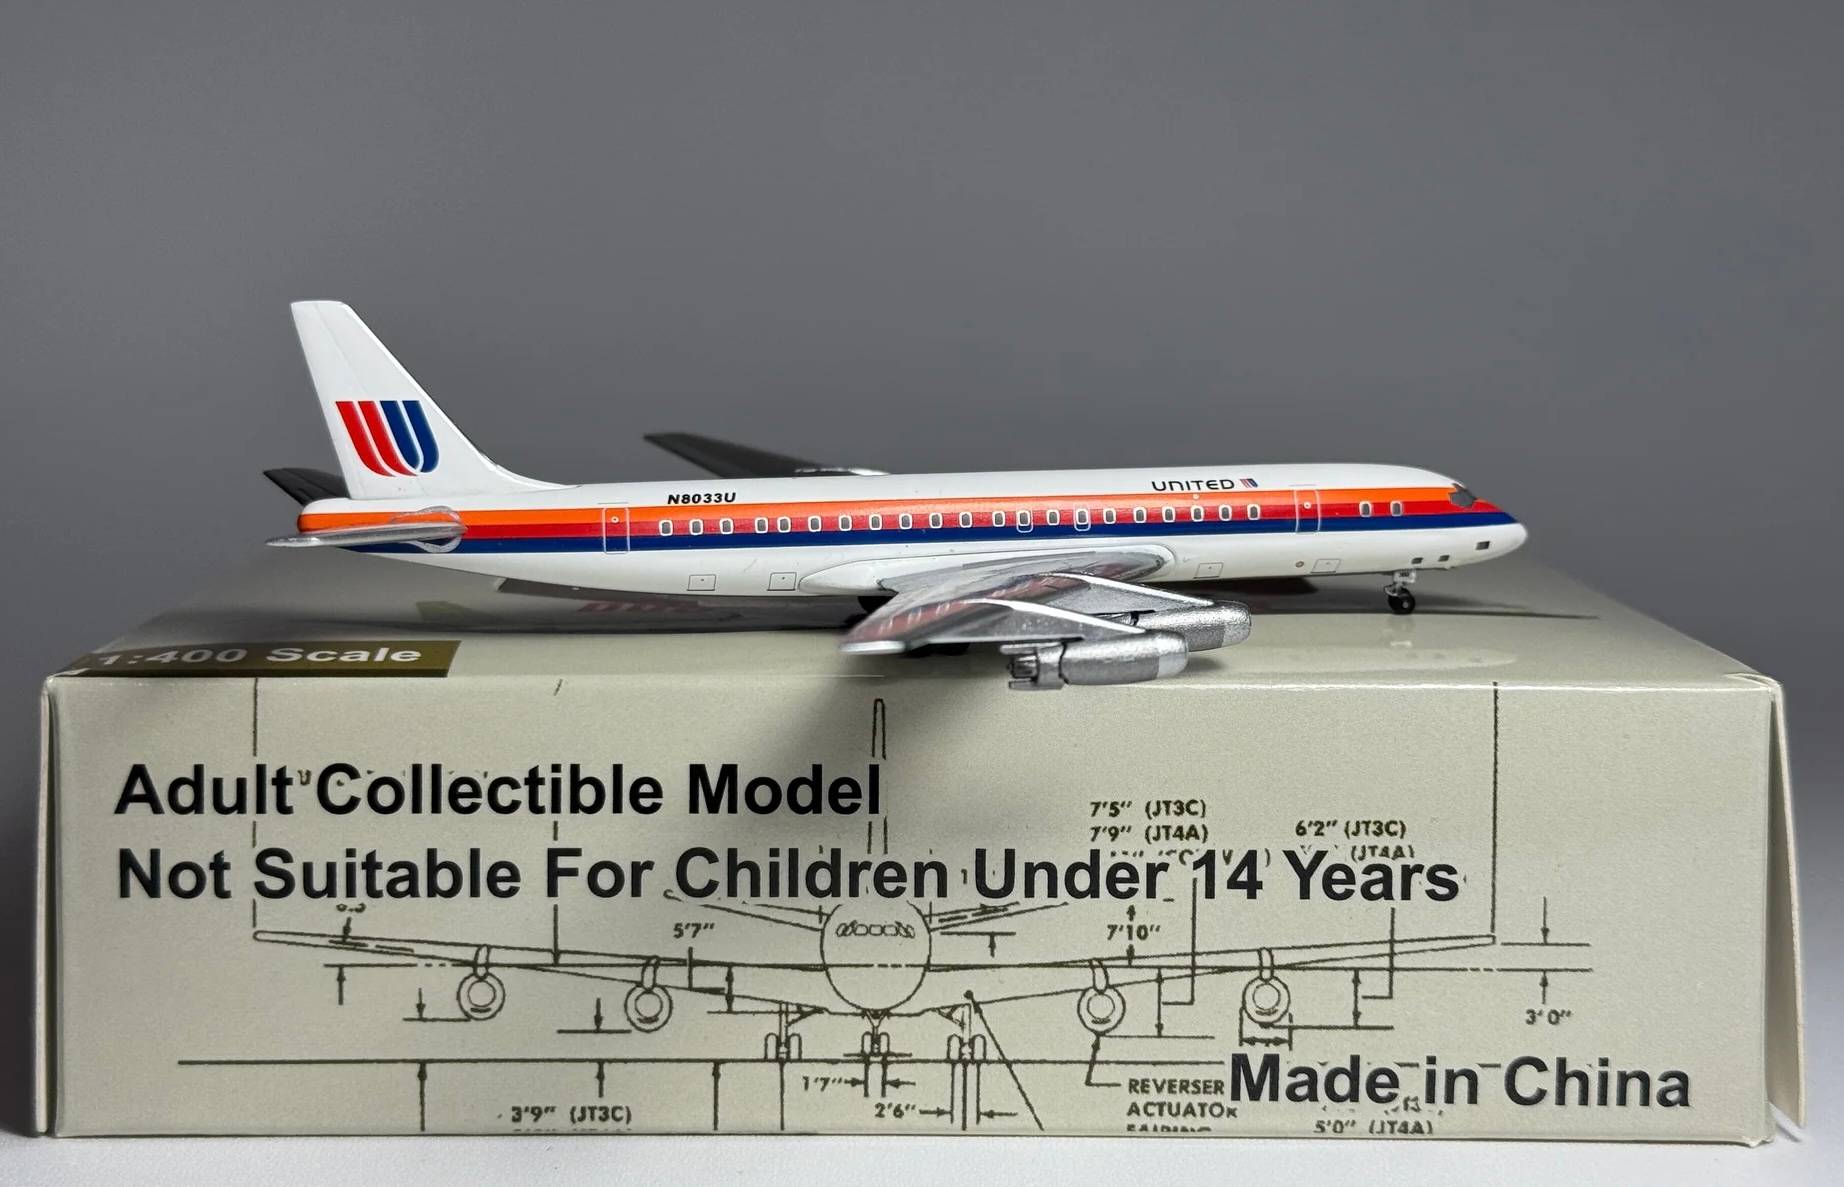 N8033U
UNITED
1:400 Scale
Adult Collectible Model
7'5" (JT3C)
7'9" (JT4A)
6'2" (JT3C)
(JT4A)
Not Suitable For Children Under 14 Years
5'7"
7'10"
3'0"
1'7"
2'6"
3'9" (JT3C)
REVERSER
ACTUATOR
FAIRING
Made in China
5'0" (JT4A)